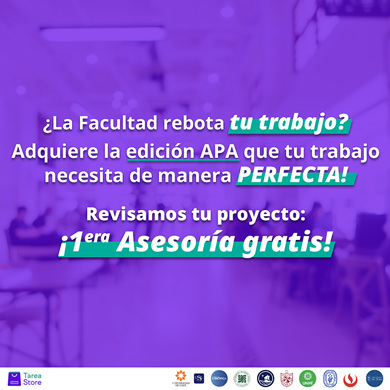 ¿La Facultad rebota tu trabajo?
Adquiere la edición APA que tu trabajo
necesita de manera PERFECTA!
Revisamos tu proyecto:
¡1era Asesoría gratis!
Tarea
Store